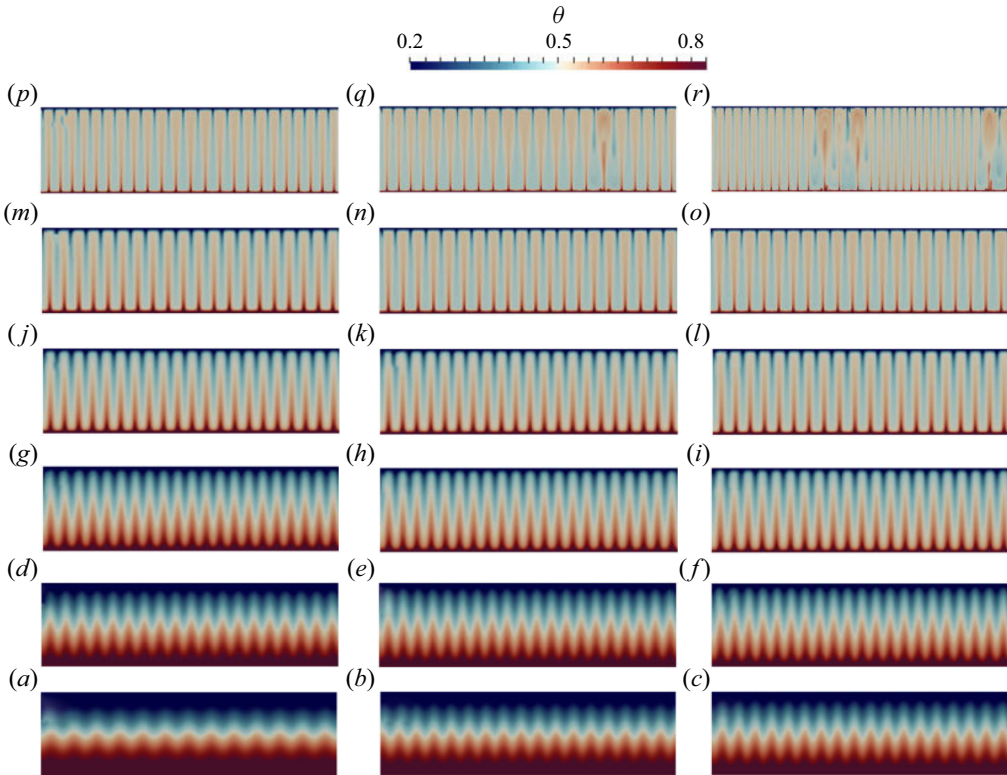 θ
0.2 0.5 0.8
(p) (q) (r)
(m) (n) (o)
(j) (k) (l)
(g) (h) (i)
(d) (e) (f)
(a) (b) (c)